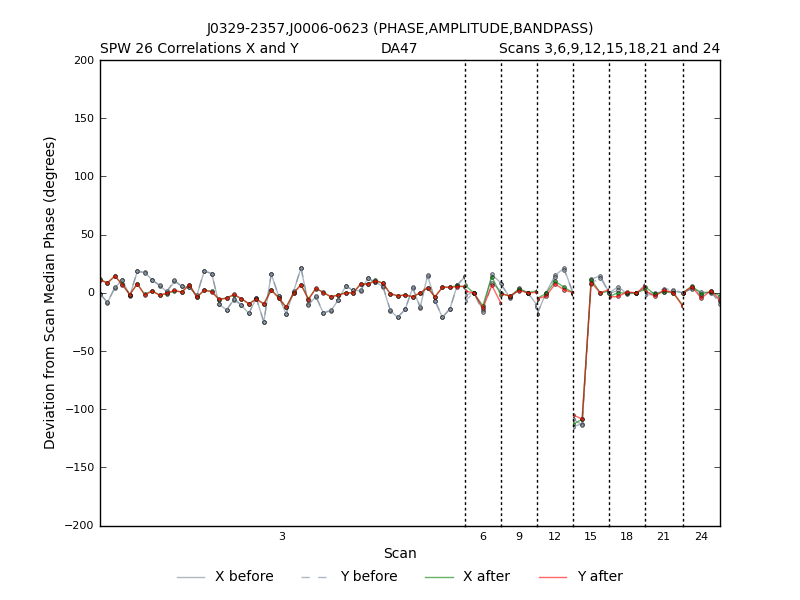 J0329-2357,J0006-0623 (PHASE,AMPLITUDE,BANDPASS)
SPW 26 Correlations X and Y DA47 Scans 3,6,9,12,15,18,21 and 24
200
150
100
50
0
−50
−100
−150
−200
Deviation from Scan Median Phase (degrees)
3 6 9 12 15 18 21 24
Scan
X before Y before X after Y after